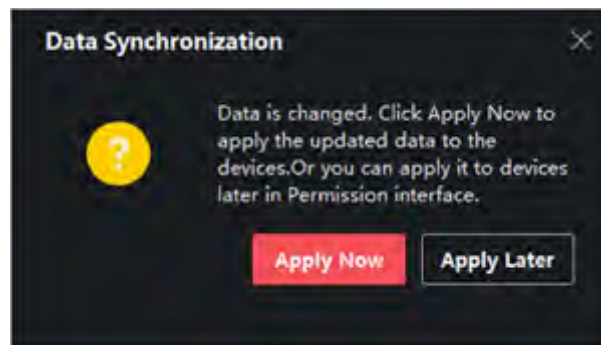 Data Synchronization
Data is changed. Click Apply Now to
apply the updated data to the
devices.Or you can apply it to devices
later in Permission interface.
Apply Now
Apply Later